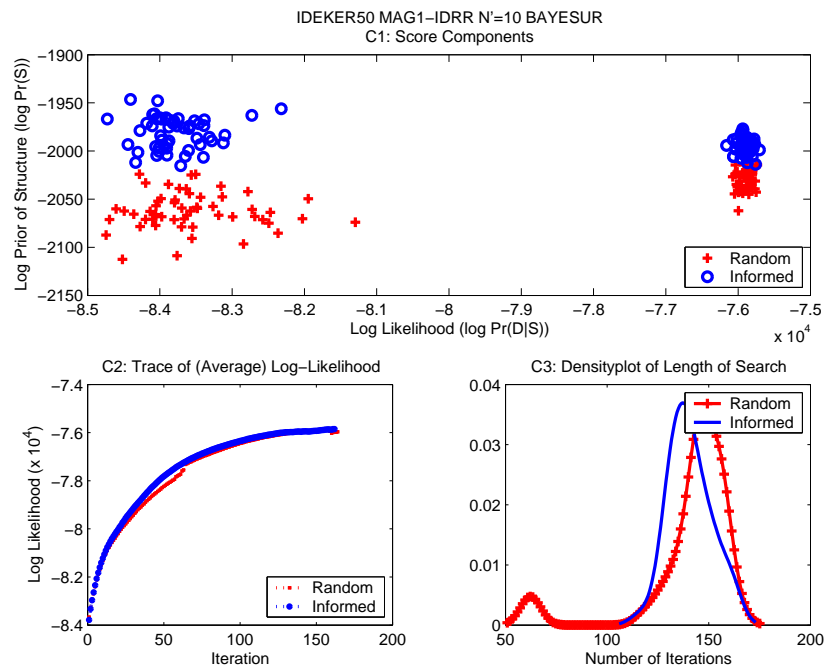 IDEKER50 MAG1−IDRR N'=10 BAYESUR
C1: Score Components
Log Prior of Structure (log Pr(S))
−1900
−1950
−2000
−2050
−2100
−2150
−8.5 −8.4 −8.3 −8.2 −8.1 −8 −7.9 −7.8 −7.7 −7.6 −7.5
x 10^4
Log Likelihood (log Pr(D|S))
Random
Informed
C2: Trace of (Average) Log−Likelihood
Log Likelihood (x 10^4)
−7.4
−7.6
−7.8
−8
−8.2
−8.4
0 50 100 150 200
Iteration
Random
Informed
C3: Densityplot of Length of Search
0.04
0.03
0.02
0.01
0
50 100 150 200
Number of Iterations
Random
Informed